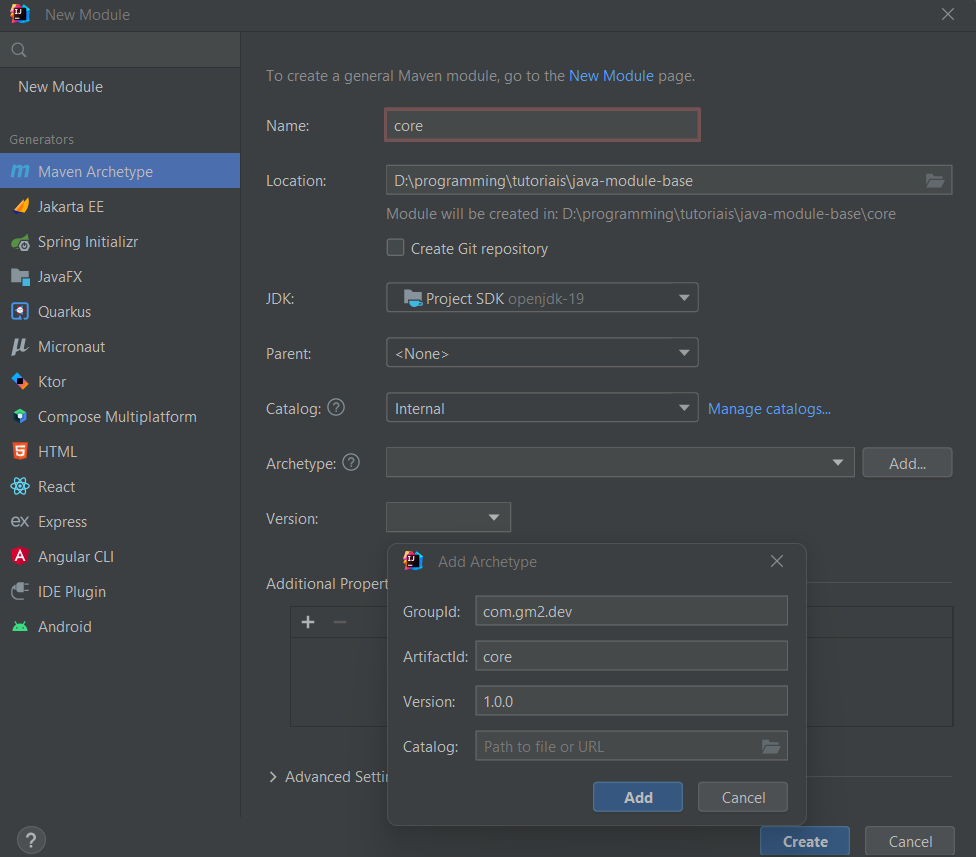 New Module
New Module
Generators
Maven Archetype
Jakarta EE
Spring Initializr
JavaFX
Quarkus
Micronaut
Ktor
Compose Multiplatform
HTML
React
Express
Angular CLI
IDE Plugin
Android
To create a general Maven module, go to the New Module page.
Name: core
Location: D:\programming\tutoriais\java-module-base
Module will be created in: D:\programming\tutoriais\java-module-base\core
Create Git repository
JDK: Project SDK openjdk-19
Parent: <None>
Catalog: ? Internal Manage catalogs...
Archetype: ? Add...
Version:
Additional Propert
Advanced Settin
Add Archetype
GroupId: com.gm2.dev
ArtifactId: core
Version: 1.0.0
Catalog: Path to file or URL
Add Cancel
? Create Cancel